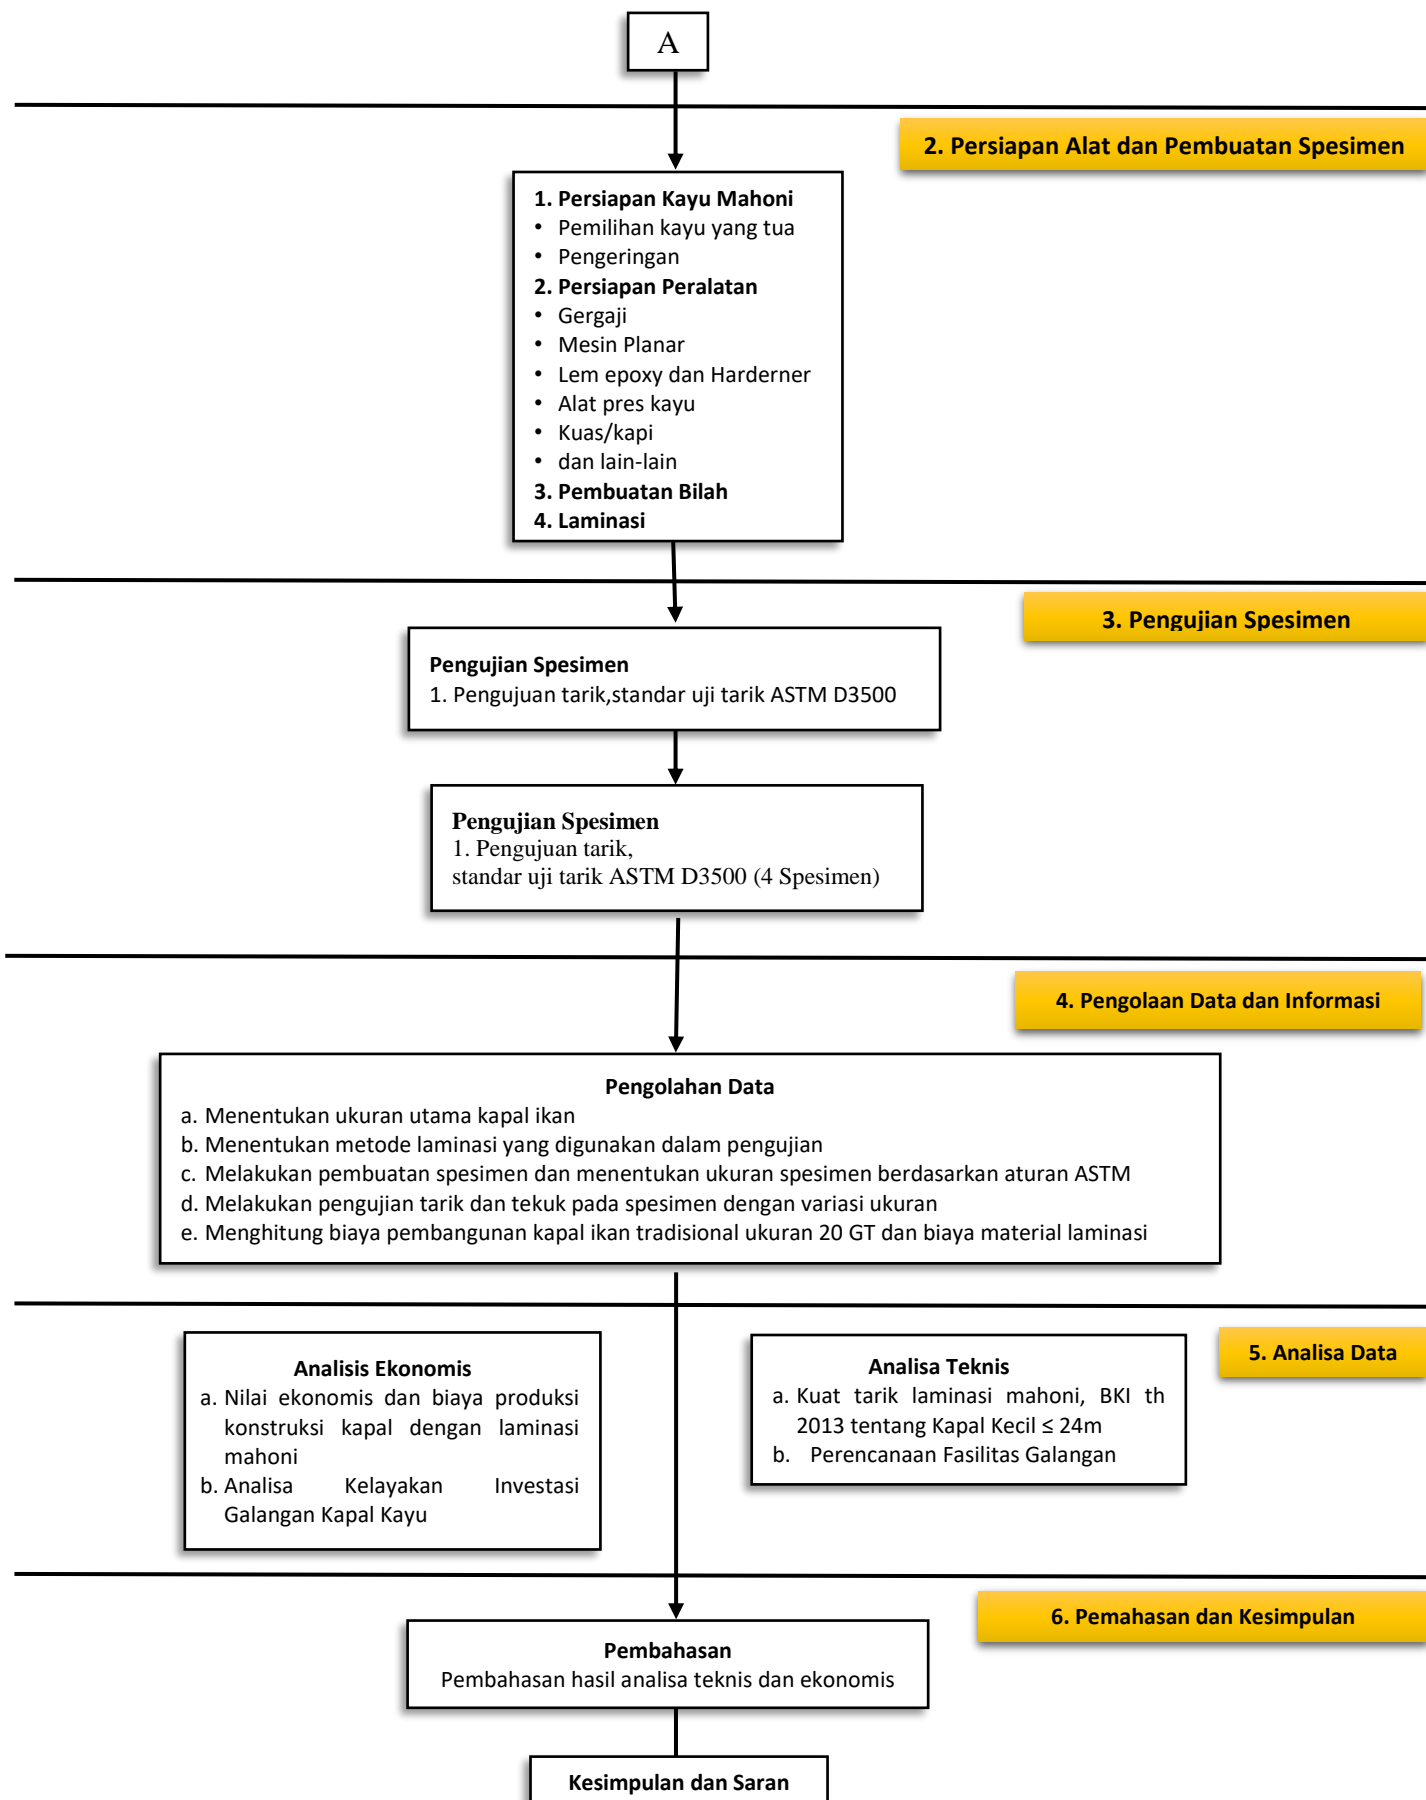 A
2. Persiapan Alat dan Pembuatan Spesimen
1. Persiapan Kayu Mahoni
• Pemilihan kayu yang tua
• Pengeringan
2. Persiapan Peralatan
• Gergaji
• Mesin Planar
• Lem epoxy dan Harderner
• Alat pres kayu
• Kuas/kapi
• dan lain-lain
3. Pembuatan Bilah
4. Laminasi
3. Pengujian Spesimen
Pengujian Spesimen
1. Pengujuan tarik,standar uji tarik ASTM D3500
Pengujian Spesimen
1. Pengujuan tarik,
standar uji tarik ASTM D3500 (4 Spesimen)
4. Pengolaan Data dan Informasi
Pengolahan Data
a. Menentukan ukuran utama kapal ikan
b. Menentukan metode laminasi yang digunakan dalam pengujian
c. Melakukan pembuatan spesimen dan menentukan ukuran spesimen berdasarkan aturan ASTM
d. Melakukan pengujian tarik dan tekuk pada spesimen dengan variasi ukuran
e. Menghitung biaya pembangunan kapal ikan tradisional ukuran 20 GT dan biaya material laminasi
5. Analisa Data
Analisis Ekonomis
a. Nilai ekonomis dan biaya produksi
konstruksi kapal dengan laminasi
mahoni
b. Analisa Kelayakan Investasi
Galangan Kapal Kayu
Analisa Teknis
a. Kuat tarik laminasi mahoni, BKI th
2013 tentang Kapal Kecil ≤ 24m
b. Perencanaan Fasilitas Galangan
6. Pemahasan dan Kesimpulan
Pembahasan
Pembahasan hasil analisa teknis dan ekonomis
Kesimpulan dan Saran